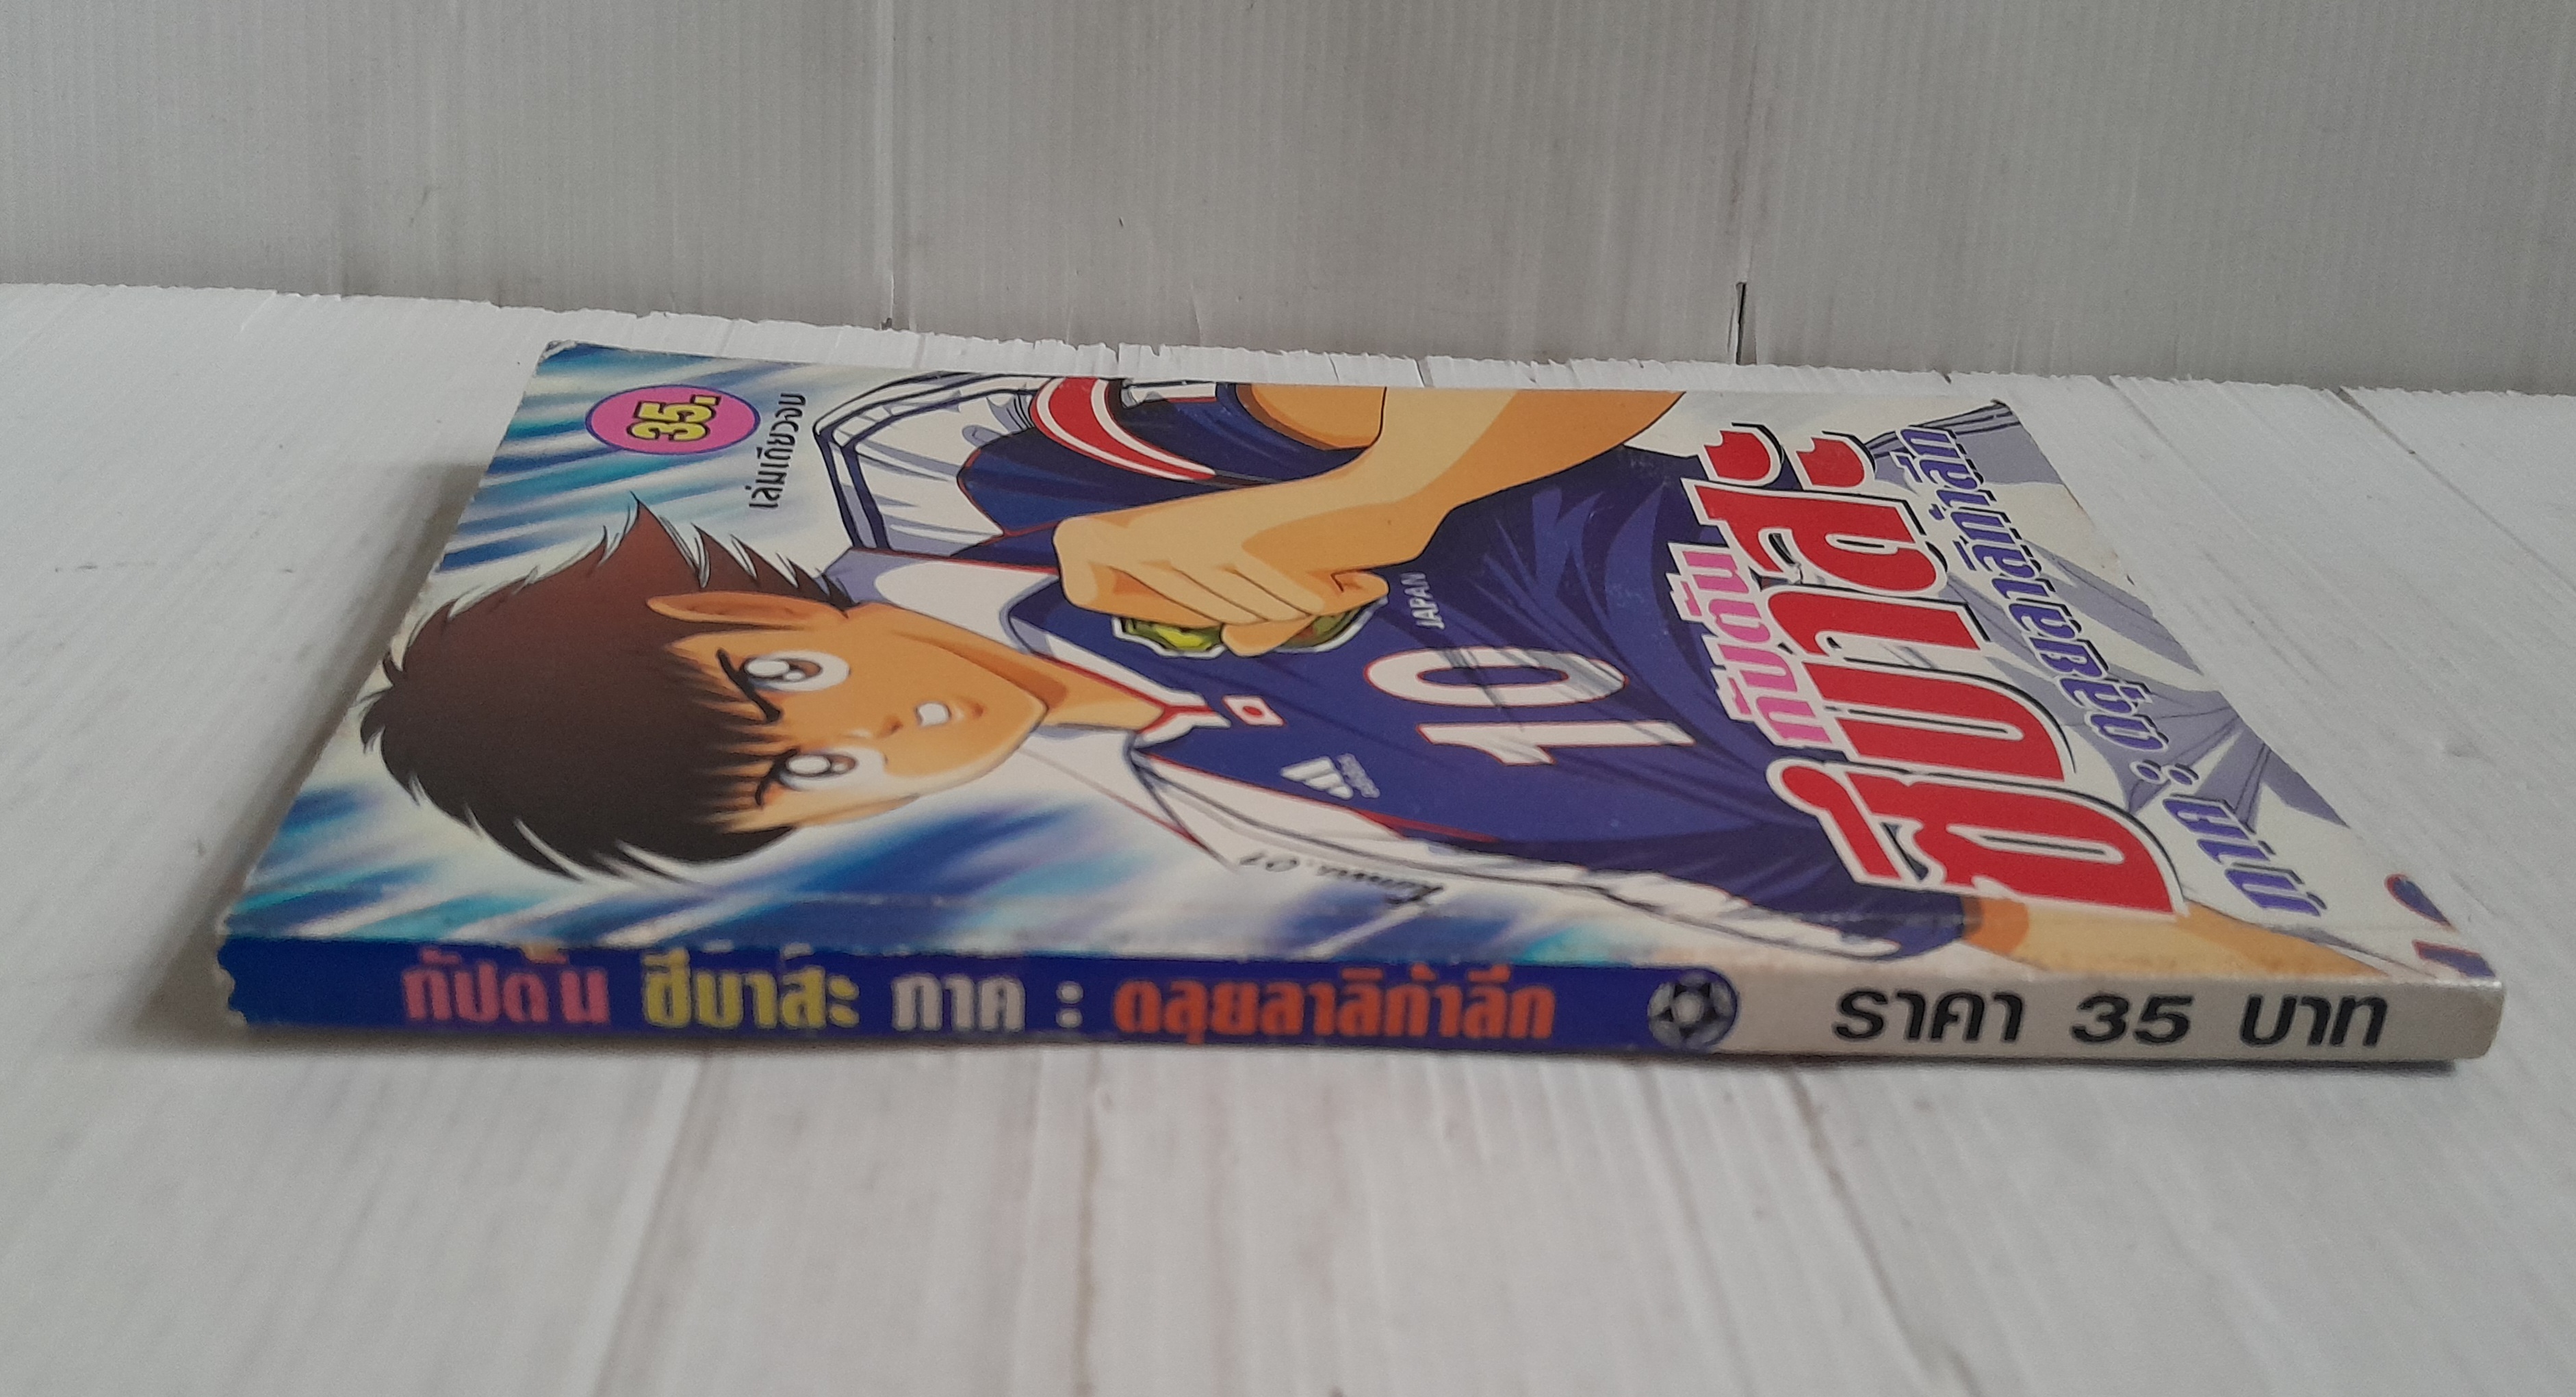 35.
เล่มเดียวจบ
JAPAN
10
adidas
กัปตัน
ซึบาสะ
ภาค : ตลุยลาลีก้าลีก
กัปตัน ซึบาสะ ภาค : ตลุยลาลิก้าลีก
ราคา 35 บาท